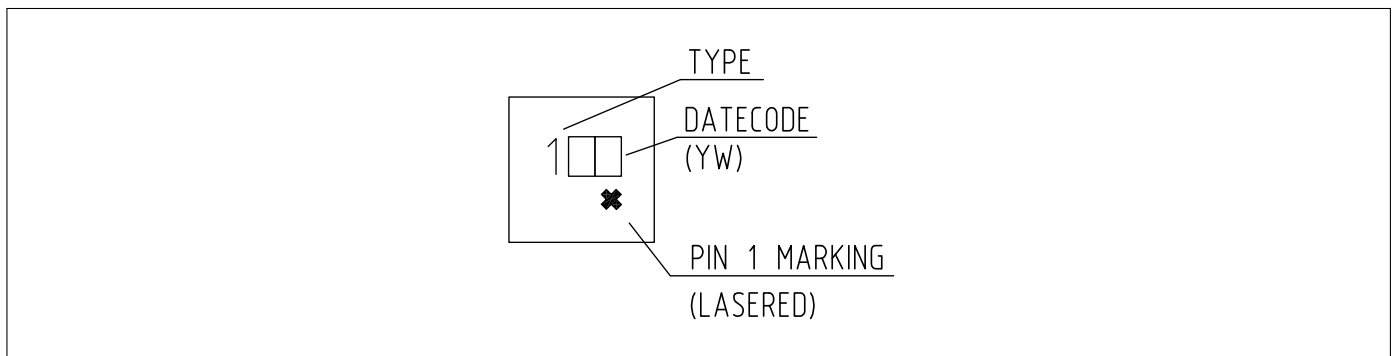 TYPE
DATECODE
(YW)
1
PIN 1 MARKING
(LASERED)